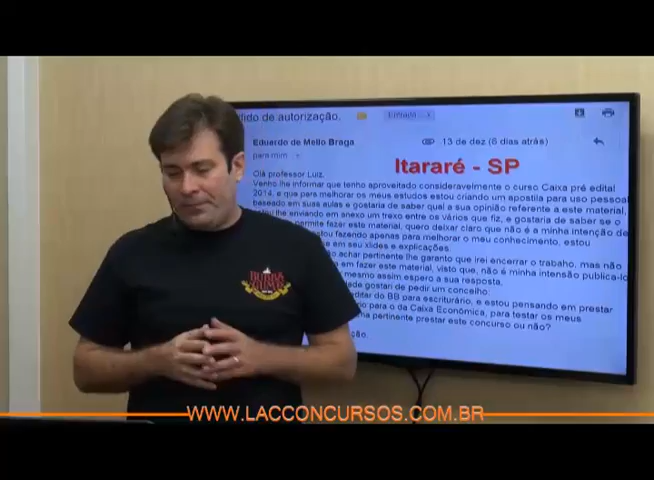 dido de autorização.
Entrada
Eduardo de Mello Braga
13 de dez (6 dias atrás)
para mim
Itararé - SP
Olá professor Luiz,
Venho lhe informar que tenho aproveitado consideravelmente o curso Caixa pré edital
2014, e que para melhorar os meus estudos estou criando um apostila para uso pessoal
baseado em suas aulas e gostaria de saber qual a sua opinião referente a este material,
lhe enviando em anexo um trexo entre os vários que fiz, e gostaria de saber se o
permite fazer este material, quero deixar claro que não é a minha intenção de
estou fazendo apenas para melhorar o meu conhecimento, estou
em seu xlides e explicações.
achar pertinente lhe garanto que irei encerrar o trabalho, mas não
em fazer este material, visto que, não é minha intensão publica-lo
mesmo assim espero a sua resposta.
gostari de pedir um concelho:
do BB para escriturário, e estou pensando em prestar
para o da Caixa Econômica, para testar os meus
pertinente prestar este concurso ou não?
WWW.LACCONCURSOS.COM.BR